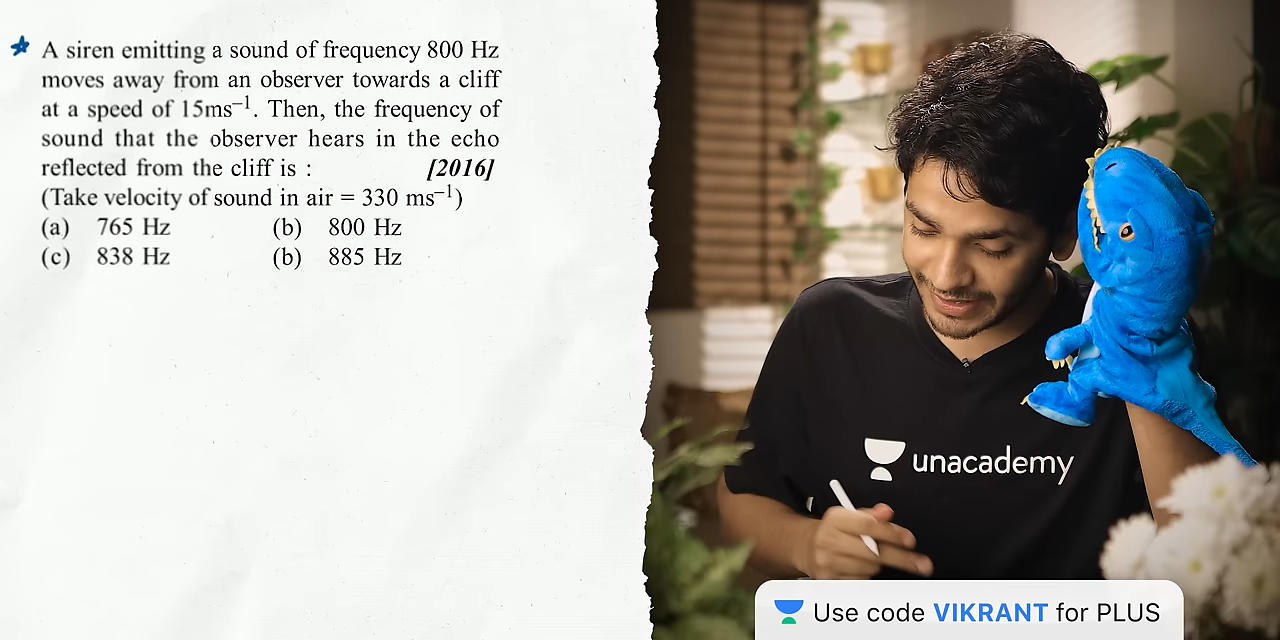 A siren emitting a sound of frequency 800 Hz
moves away from an observer towards a cliff
at a speed of 15ms⁻¹. Then, the frequency of
sound that the observer hears in the echo
reflected from the cliff is : [2016]
(Take velocity of sound in air = 330 ms⁻¹)
(a) 765 Hz (b) 800 Hz
(c) 838 Hz (b) 885 Hz
unacademy
Use code VIKRANT for PLUS